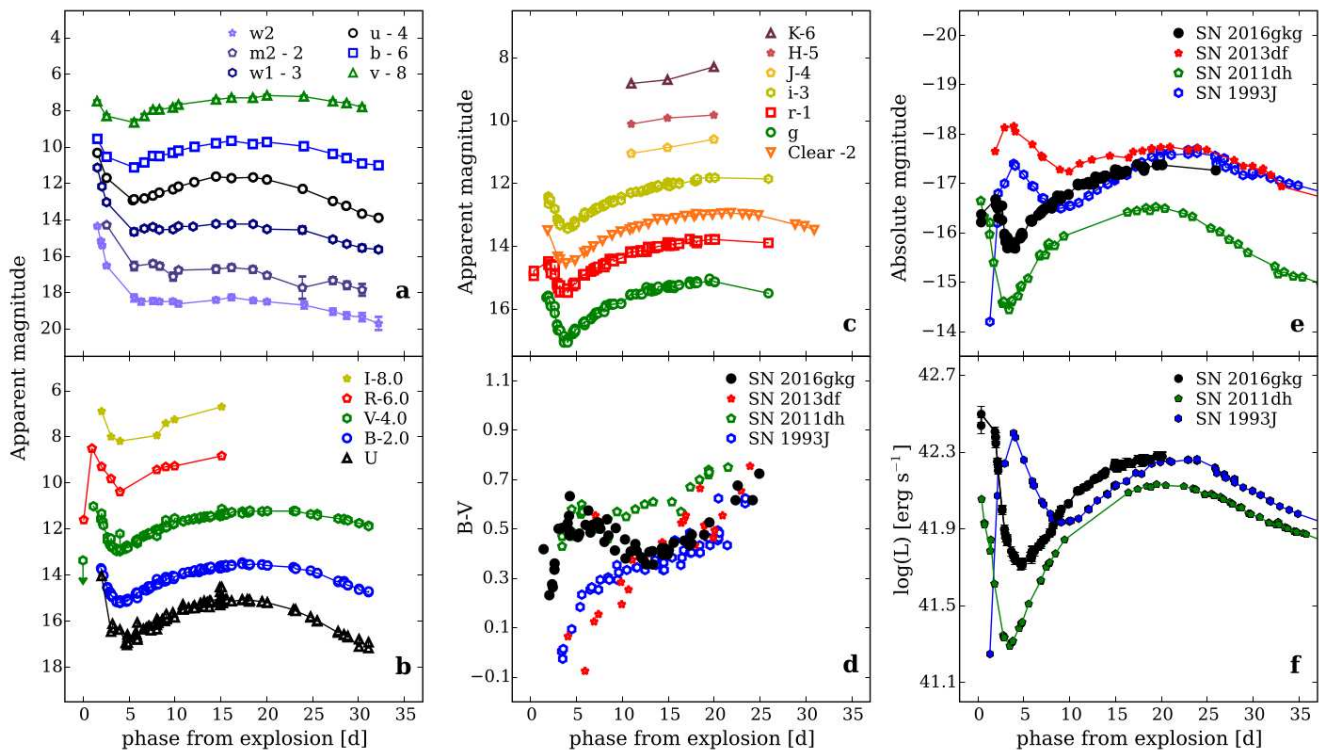 4
6
8
10
12
14
16
18
20
w2
m2 - 2
w1 - 3
u - 4
b - 6
v - 8
a
Apparent magnitude
6
8
10
12
14
16
18
I-8.0
R-6.0
V-4.0
B-2.0
U
b
0 5 10 15 20 25 30 35
phase from explosion [d]
Apparent magnitude
8
10
12
14
16
K-6
H-5
J-4
i-3
r-1
g
Clear -2
c
B-V
1.1
0.9
0.7
0.5
0.3
0.1
−0.1
SN 2016gkg
SN 2013df
SN 2011dh
SN 1993J
d
0 5 10 15 20 25 30 35
phase from explosion [d]
Absolute magnitude
−20
−19
−18
−17
−16
−15
−14
SN 2016gkg
SN 2013df
SN 2011dh
SN 1993J
e
log(L) [erg s⁻¹]
42.7
42.3
41.9
41.5
41.1
SN 2016gkg
SN 2011dh
SN 1993J
f
0 5 10 15 20 25 30 35
phase from explosion [d]